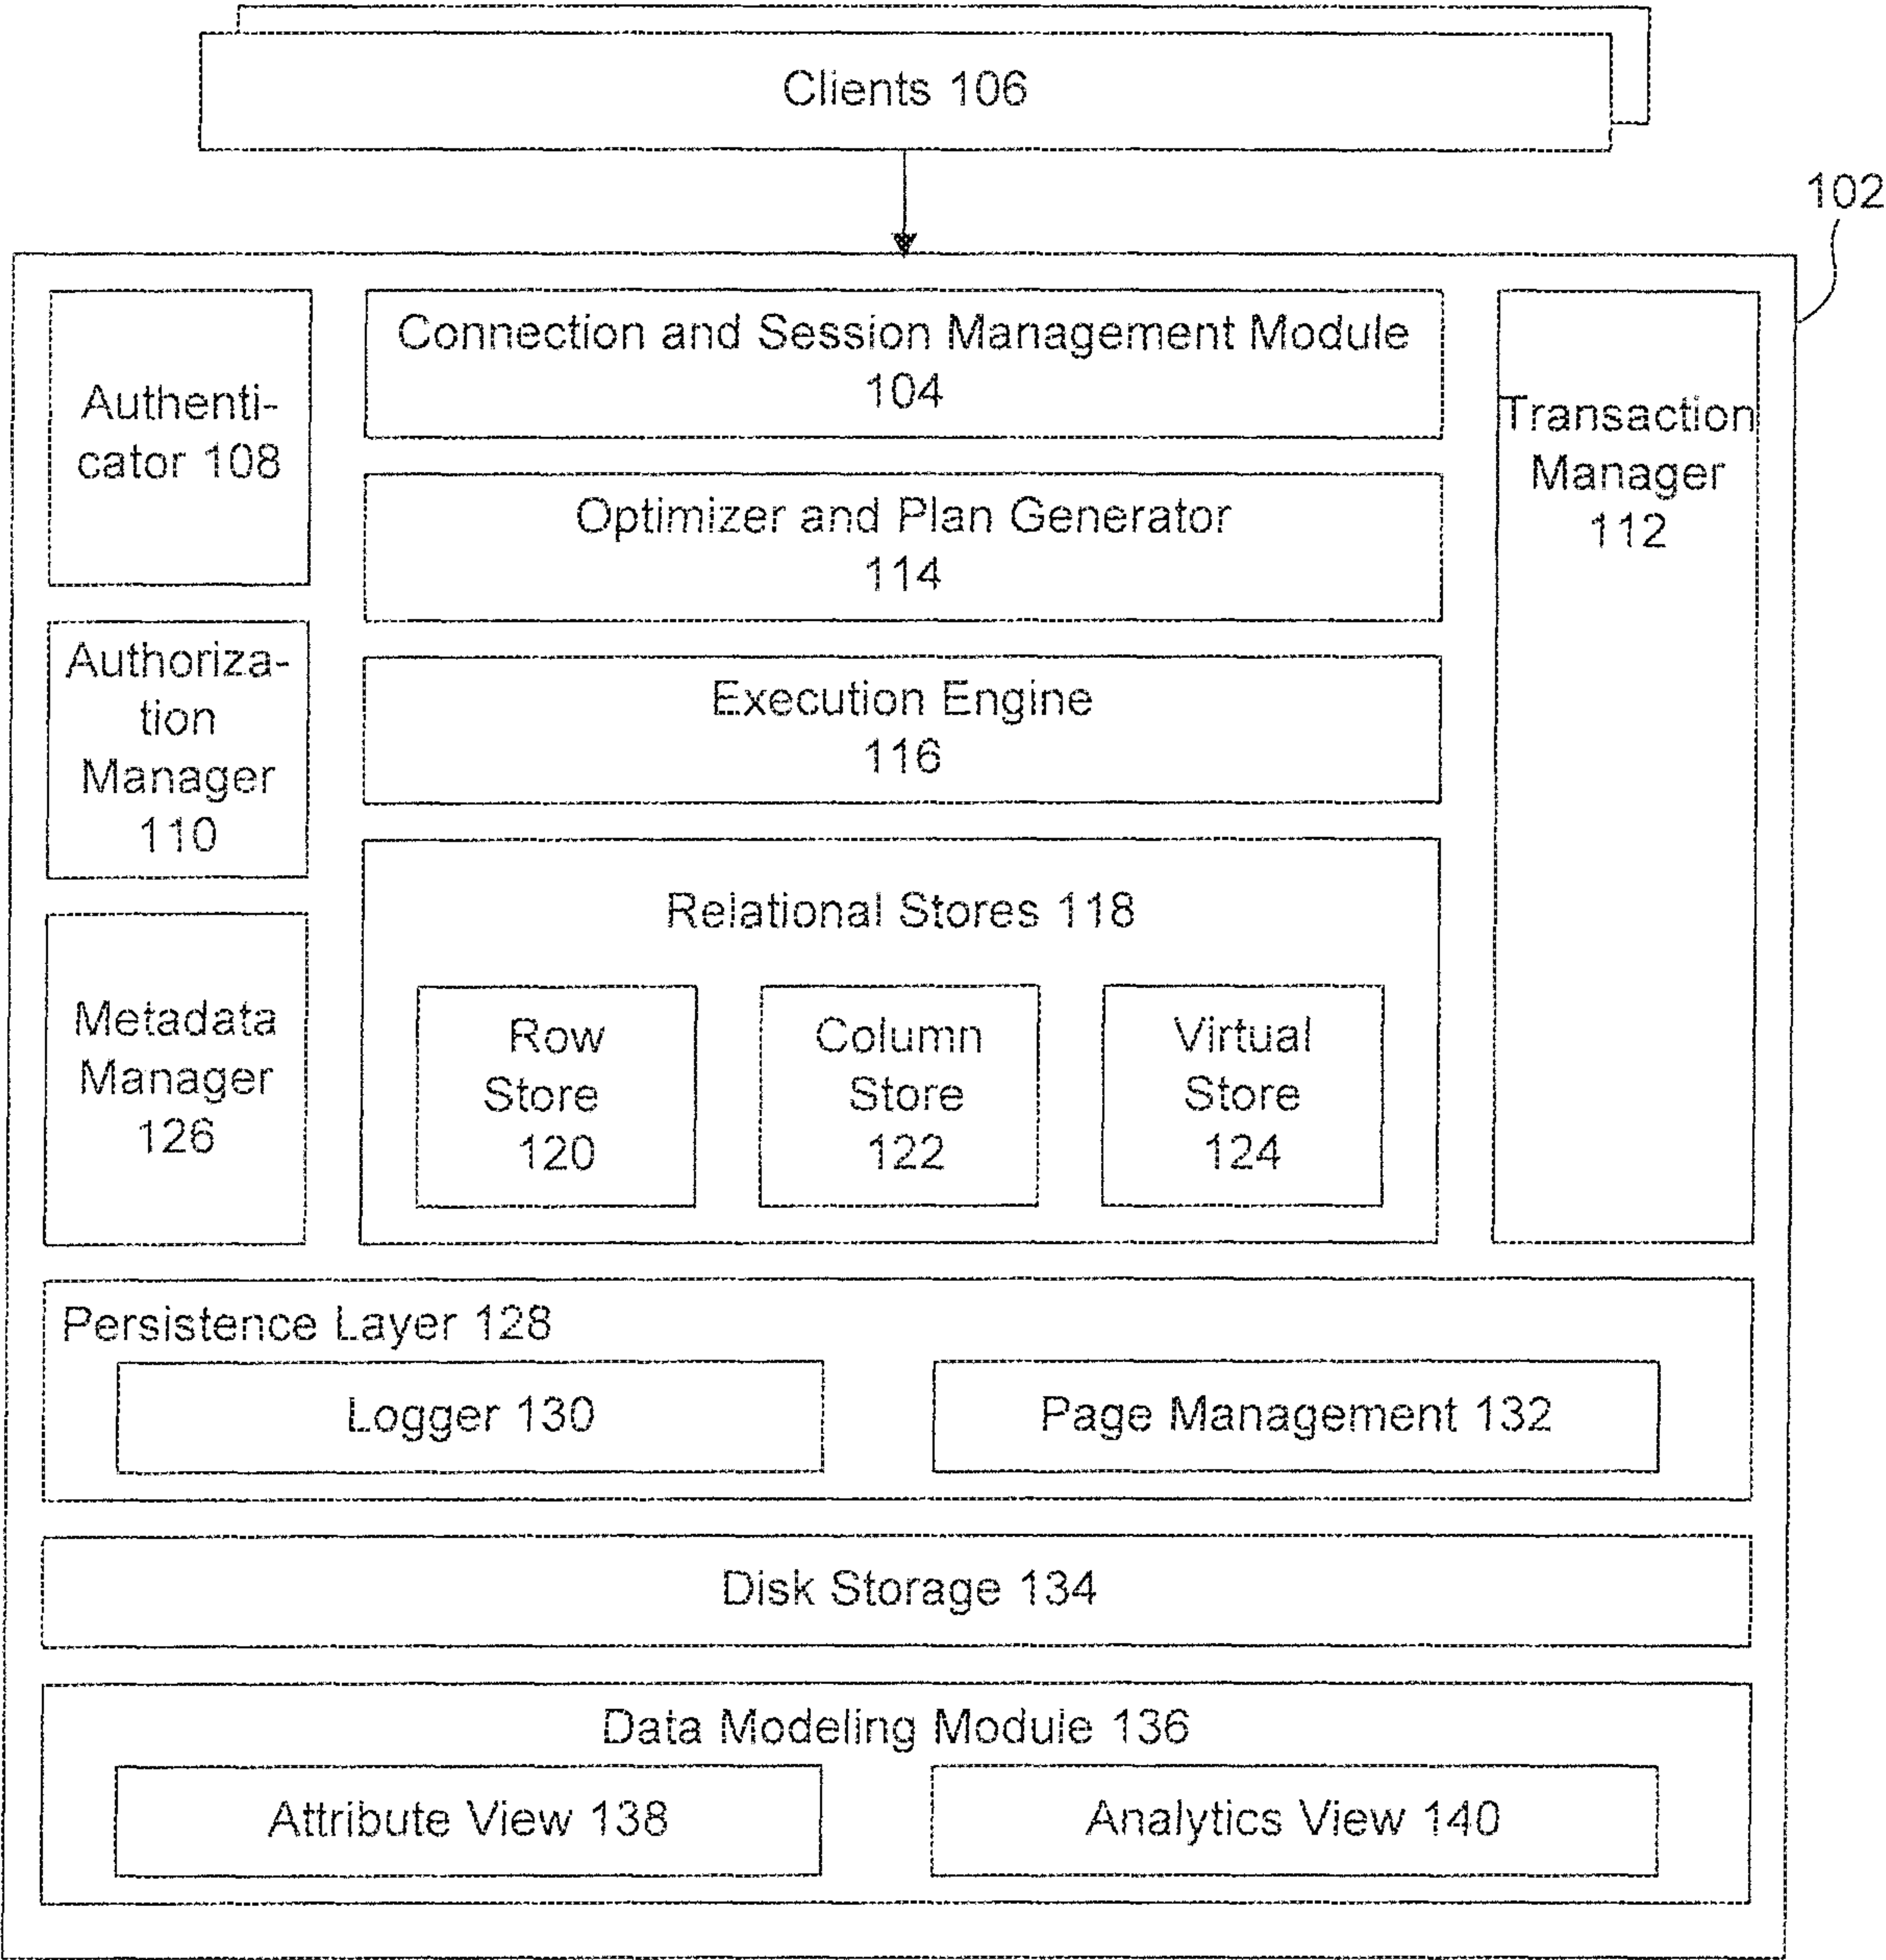 Clients 106
102
Authenti-
cator 108
Connection and Session Management Module
104
Transaction
Manager
112
Optimizer and Plan Generator
114
Authoriza-
tion
Manager
110
Execution Engine
116
Relational Stores 118
Metadata
Manager
126
Row
Store
120
Column
Store
122
Virtual
Store
124
Persistence Layer 128
Logger 130
Page Management 132
Disk Storage 134
Data Modeling Module 136
Attribute View 138
Analytics View 140